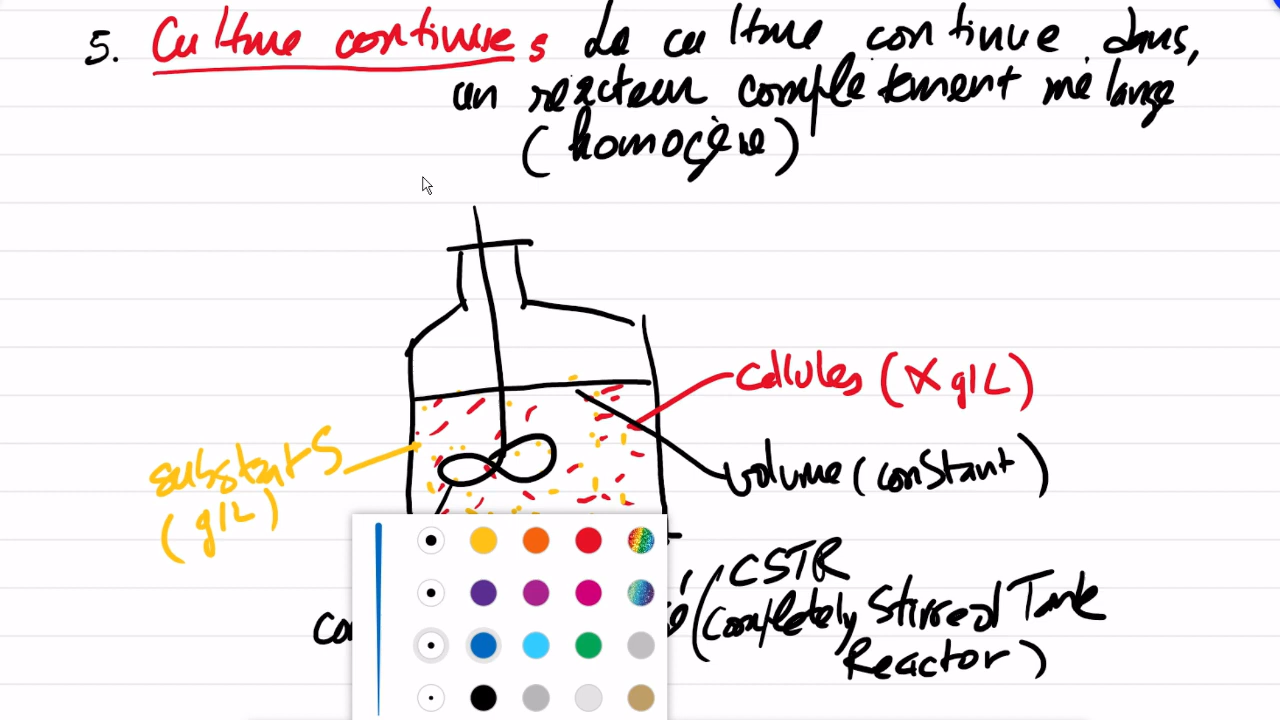 5. Culture continue s La culture continue dans,
un réacteur complètement mélangé
(homogène)
cellules (X g/L)
substrat S
(g/L)
volume (constant)
(CSTR
Completely Stirred Tank
Reactor)